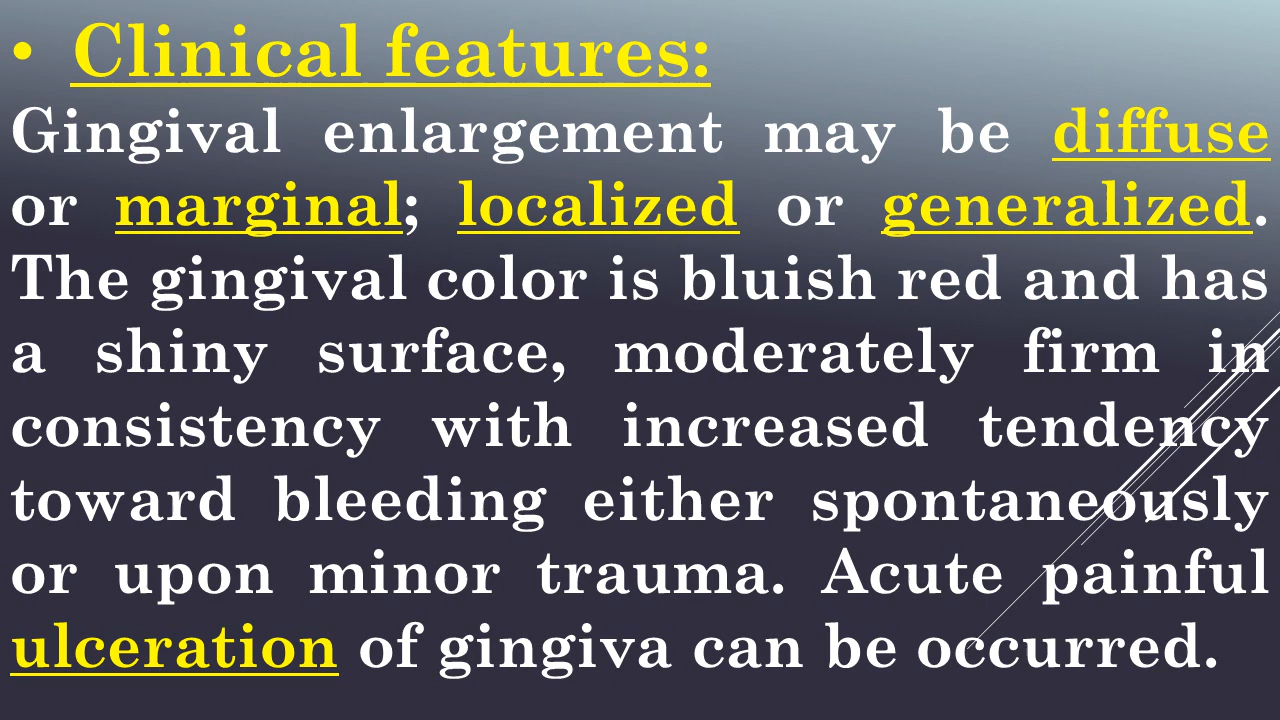 • Clinical features:
Gingival enlargement may be diffuse
or marginal; localized or generalized.
The gingival color is bluish red and has
a shiny surface, moderately firm in
consistency with increased tendency
toward bleeding either spontaneously
or upon minor trauma. Acute painful
ulceration of gingiva can be occurred.